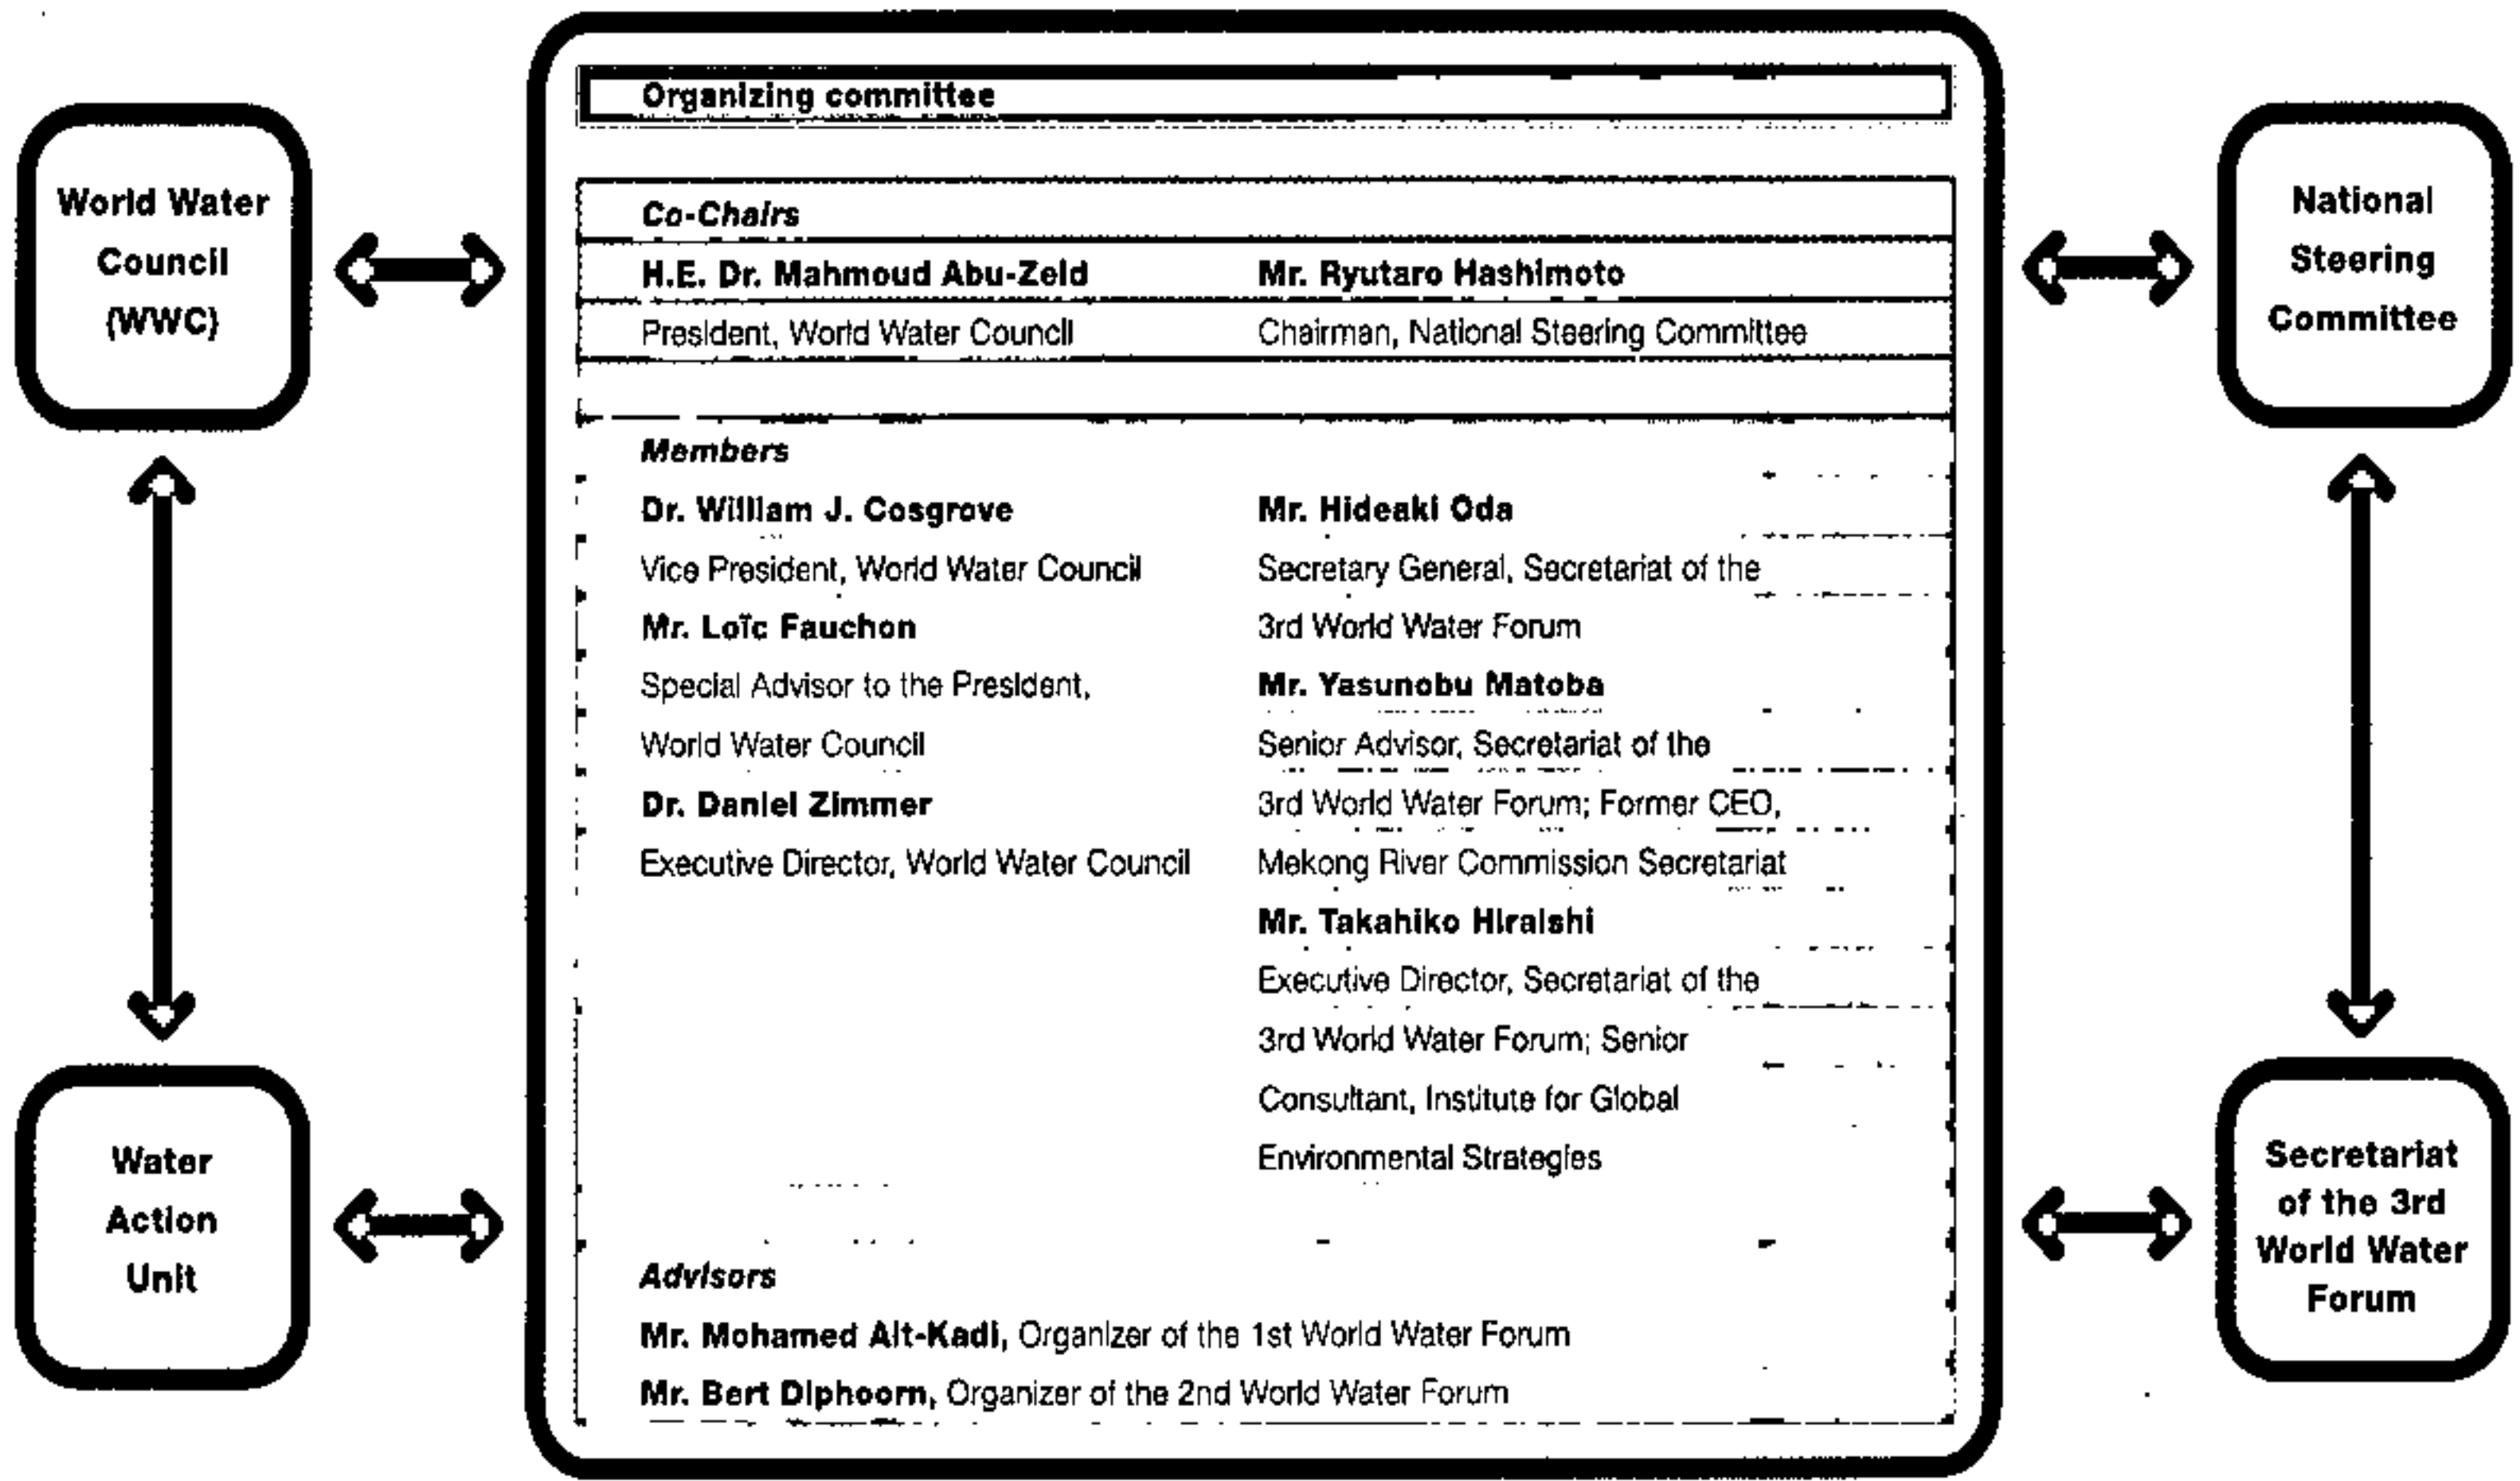 World Water
Council
(WWC)
Water
Action
Unit
Organizing committee
Co-Chairs
H.E. Dr. Mahmoud Abu-Zeid
President, World Water Council
Mr. Ryutaro Hashimoto
Chairman, National Steering Committee
Members
Dr. William J. Cosgrove
Vice President, World Water Council
Mr. Loïc Fauchon
Special Advisor to the President,
World Water Council
Dr. Daniel Zimmer
Executive Director, World Water Council
Mr. Hideaki Oda
Secretary General, Secretariat of the
3rd World Water Forum
Mr. Yasunobu Matoba
Senior Advisor, Secretariat of the
3rd World Water Forum; Former CEO,
Mekong River Commission Secretariat
Mr. Takahiko Hiraishi
Executive Director, Secretariat of the
3rd World Water Forum; Senior
Consultant, Institute for Global
Environmental Strategies
Advisors
Mr. Mohamed Ait-Kadi, Organizer of the 1st World Water Forum
Mr. Bert Diphoorn, Organizer of the 2nd World Water Forum
National
Steering
Committee
Secretariat
of the 3rd
World Water
Forum